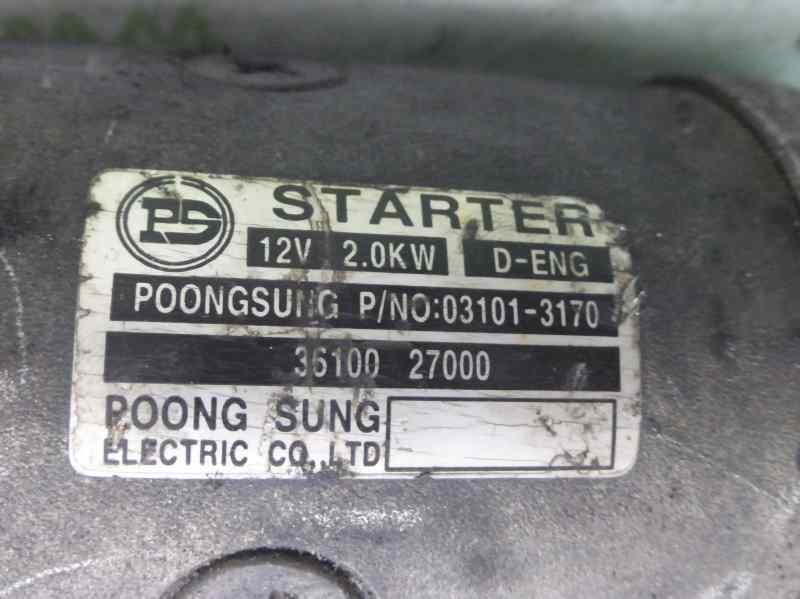 PS STARTER
12V 2.0KW D-ENG
POONGSUNG P/NO:03101-3170
36100 27000
POONG SUNG
ELECTRIC CO.,LTD